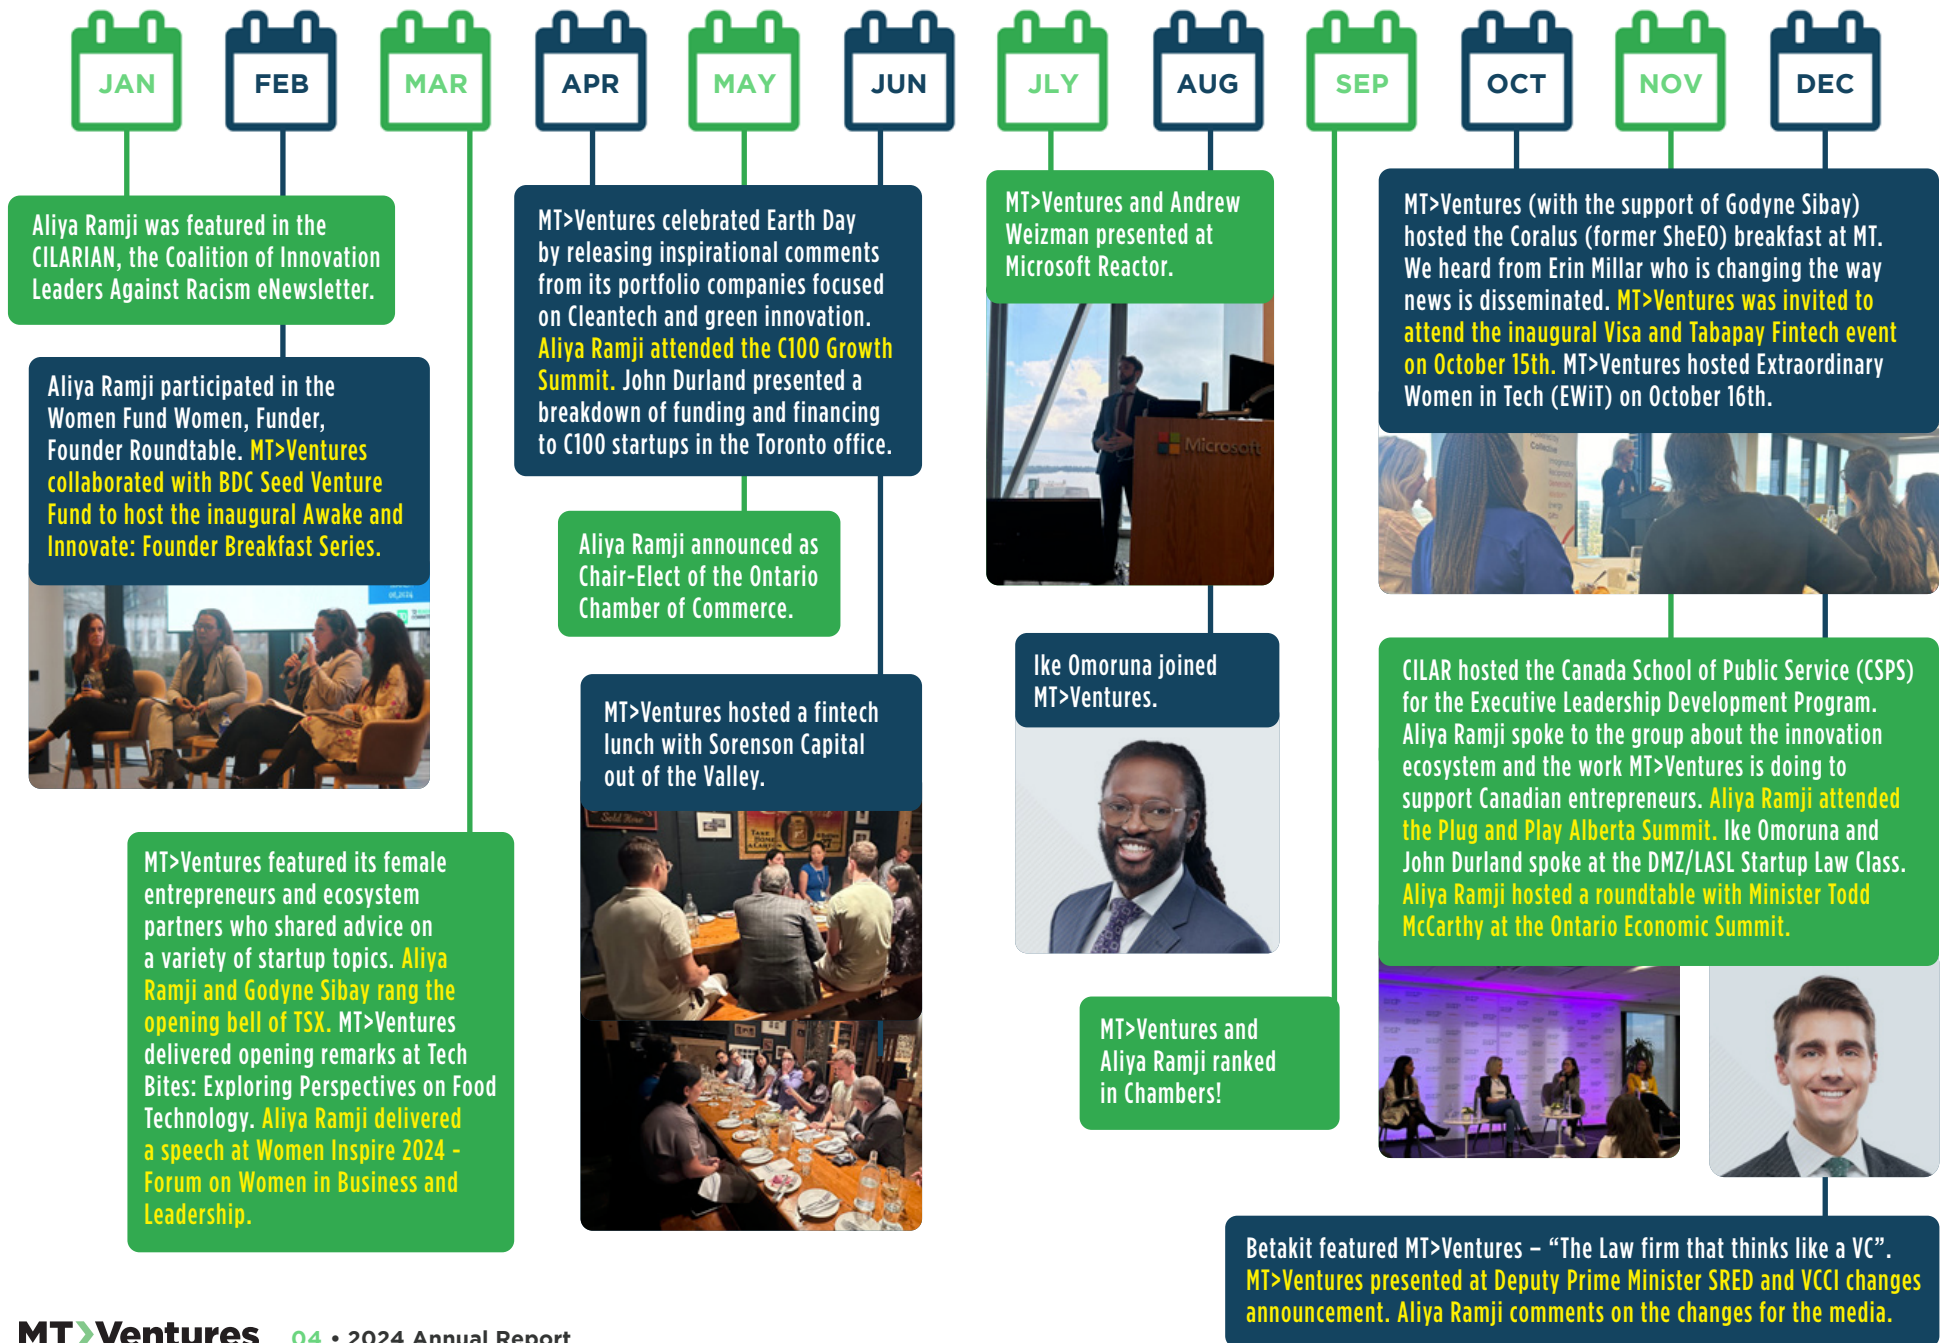 JAN
FEB
MAR
APR
MAY
JUN
JLY
AUG
SEP
OCT
NOV
DEC
Aliya Ramji was featured in the
CILARIAN, the Coalition of Innovation
Leaders Against Racism eNewsletter.
Aliya Ramji participated in the
Women Fund Women, Funder,
Founder Roundtable. MT>Ventures
collaborated with BDC Seed Venture
Fund to host the inaugural Awake and
Innovate: Founder Breakfast Series.
MT>Ventures featured its female
entrepreneurs and ecosystem
partners who shared advice on
a variety of startup topics. Aliya
Ramji and Godyne Sibay rang the
opening bell of TSX. MT>Ventures
delivered opening remarks at Tech
Bites: Exploring Perspectives on Food
Technology. Aliya Ramji delivered
a speech at Women Inspire 2024 -
Forum on Women in Business and
Leadership.
MT>Ventures celebrated Earth Day
by releasing inspirational comments
from its portfolio companies focused
on Cleantech and green innovation.
Aliya Ramji attended the C100 Growth
Summit. John Durland presented a
breakdown of funding and financing
to C100 startups in the Toronto office.
Aliya Ramji announced as
Chair-Elect of the Ontario
Chamber of Commerce.
MT>Ventures hosted a fintech
lunch with Sorenson Capital
out of the Valley.
Sold Here
TAKE
HOME
MT>Ventures and Andrew
Weizman presented at
Microsoft Reactor.
Microsoft
Ike Omoruna joined
MT>Ventures.
MT>Ventures and
Aliya Ramji ranked
in Chambers!
MT>Ventures (with the support of Godyne Sibay)
hosted the Coralus (former SheEO) breakfast at MT.
We heard from Erin Millar who is changing the way
news is disseminated. MT>Ventures was invited to
attend the inaugural Visa and Tabapay Fintech event
on October 15th. MT>Ventures hosted Extraordinary
Women in Tech (EWiT) on October 16th.
Collective
CILAR hosted the Canada School of Public Service (CSPS)
for the Executive Leadership Development Program.
Aliya Ramji spoke to the group about the innovation
ecosystem and the work MT>Ventures is doing to
support Canadian entrepreneurs. Aliya Ramji attended
the Plug and Play Alberta Summit. Ike Omoruna and
John Durland spoke at the DMZ/LASL Startup Law Class.
Aliya Ramji hosted a roundtable with Minister Todd
McCarthy at the Ontario Economic Summit.
Betakit featured MT>Ventures – “The Law firm that thinks like a VC”.
MT>Ventures presented at Deputy Prime Minister SRED and VCCI changes
announcement. Aliya Ramji comments on the changes for the media.
MT>Ventures 04 • 2024 Annual Report